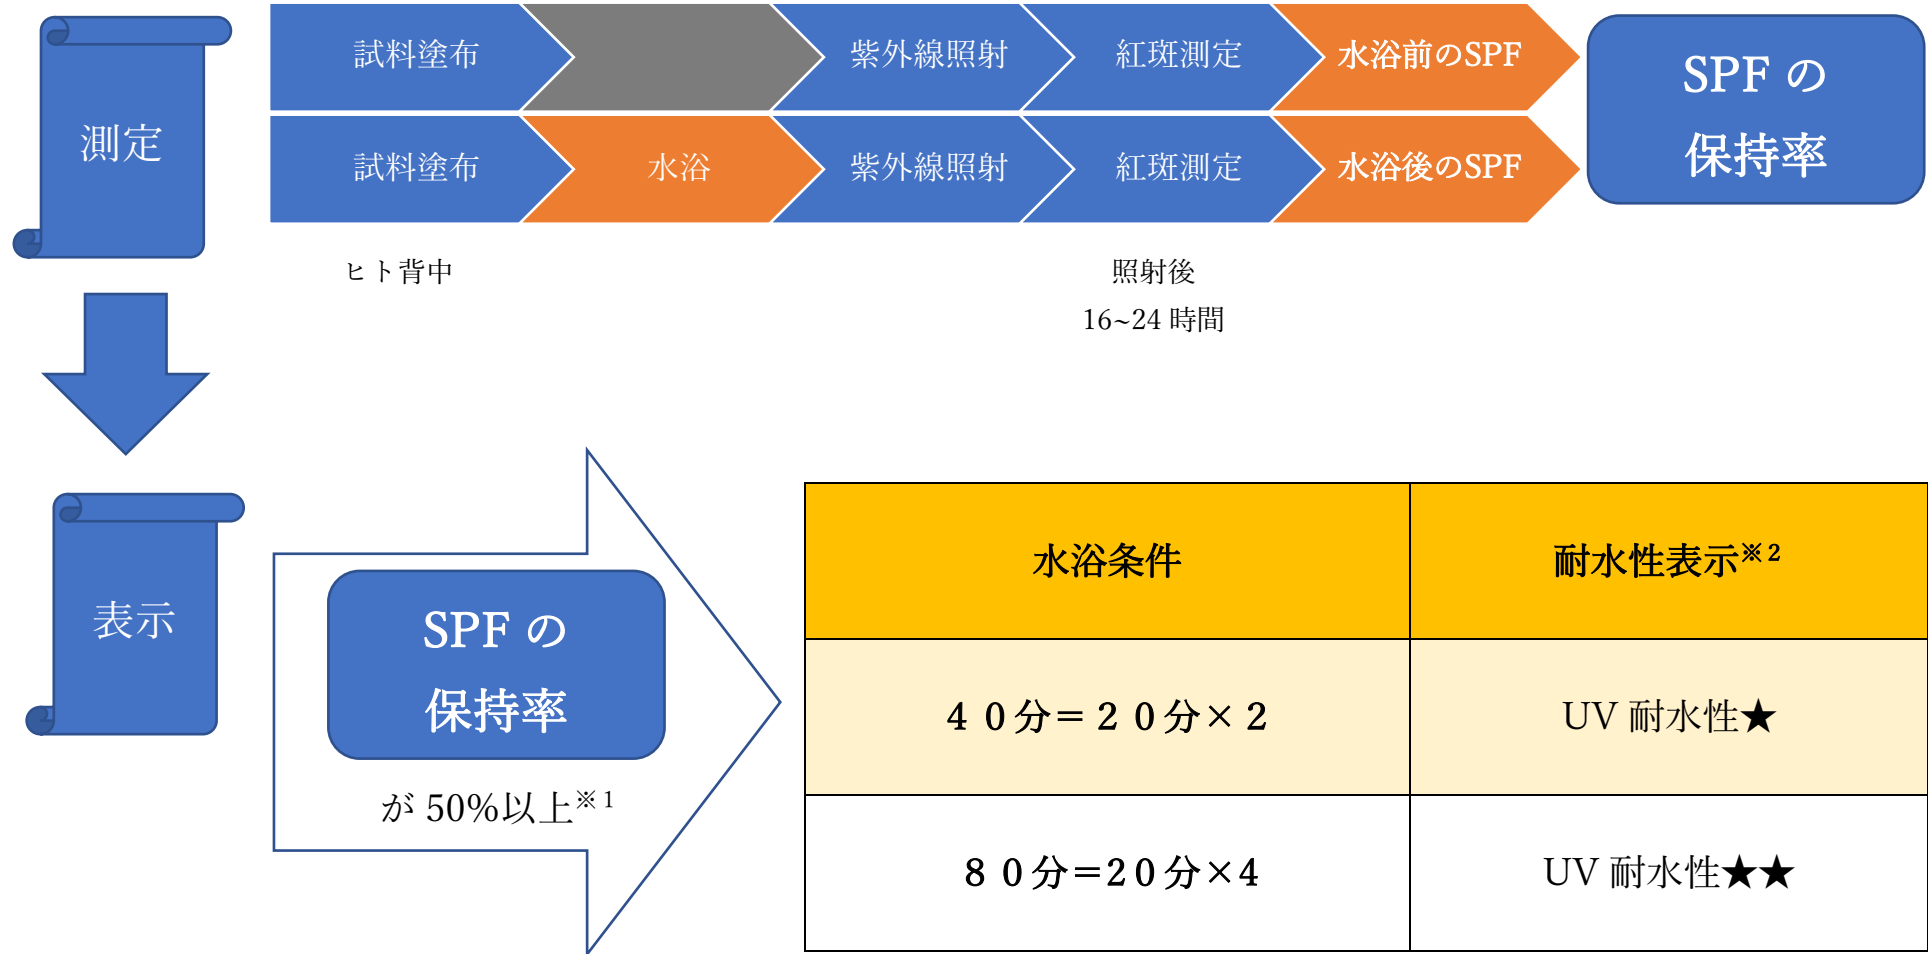 測定
試料塗布
紫外線照射
紅斑測定
水浴前のSPF
試料塗布
水浴
紫外線照射
紅斑測定
水浴後のSPF
SPF の
保持率
ヒト背中
照射後
16~24 時間
表示
SPF の
保持率
が 50%以上※1
水浴条件
耐水性表示※2
４０分＝２０分×２
UV 耐水性★
８０分＝20分×4
UV 耐水性★★